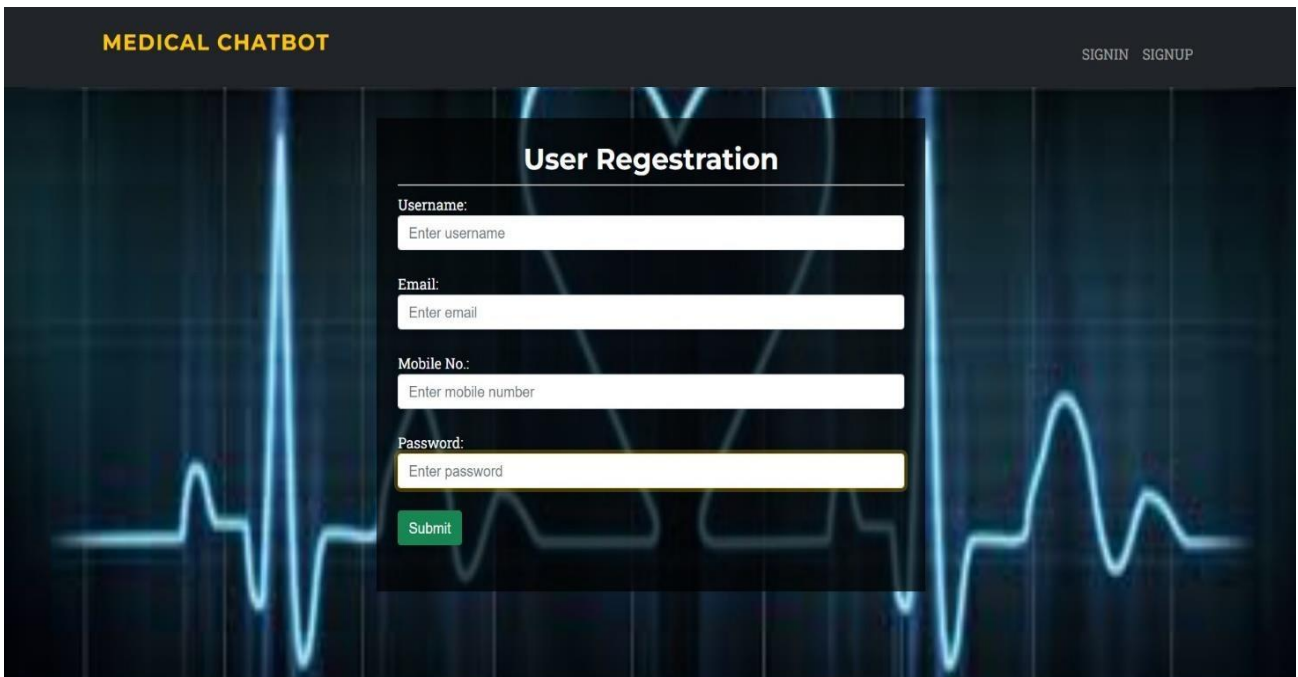 MEDICAL CHATBOT
SIGNIN SIGNUP
User Regestration
Username:
Enter username
Email:
Enter email
Mobile No.:
Enter mobile number
Password:
Enter password
Submit